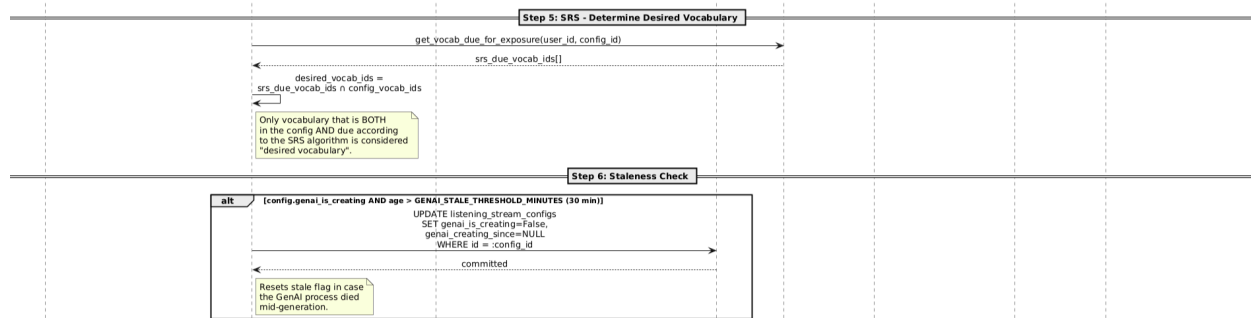 Step 5: SRS - Determine Desired Vocabulary
get_vocab_due_for_exposure(user_id, config_id)
srs_due_vocab_ids[]
desired_vocab_ids =
srs_due_vocab_ids ∩ config_vocab_ids
Only vocabulary that is BOTH
in the config AND due according
to the SRS algorithm is considered
"desired vocabulary".
Step 6: Staleness Check
alt [config.genai_is_creating AND age > GENAI_STALE_THRESHOLD_MINUTES (30 min)]
UPDATE listening_stream_configs
SET genai_is_creating=False,
genai_creating_since=NULL
WHERE id = :config_id
committed
Resets stale flag in case
the GenAI process died
mid-generation.